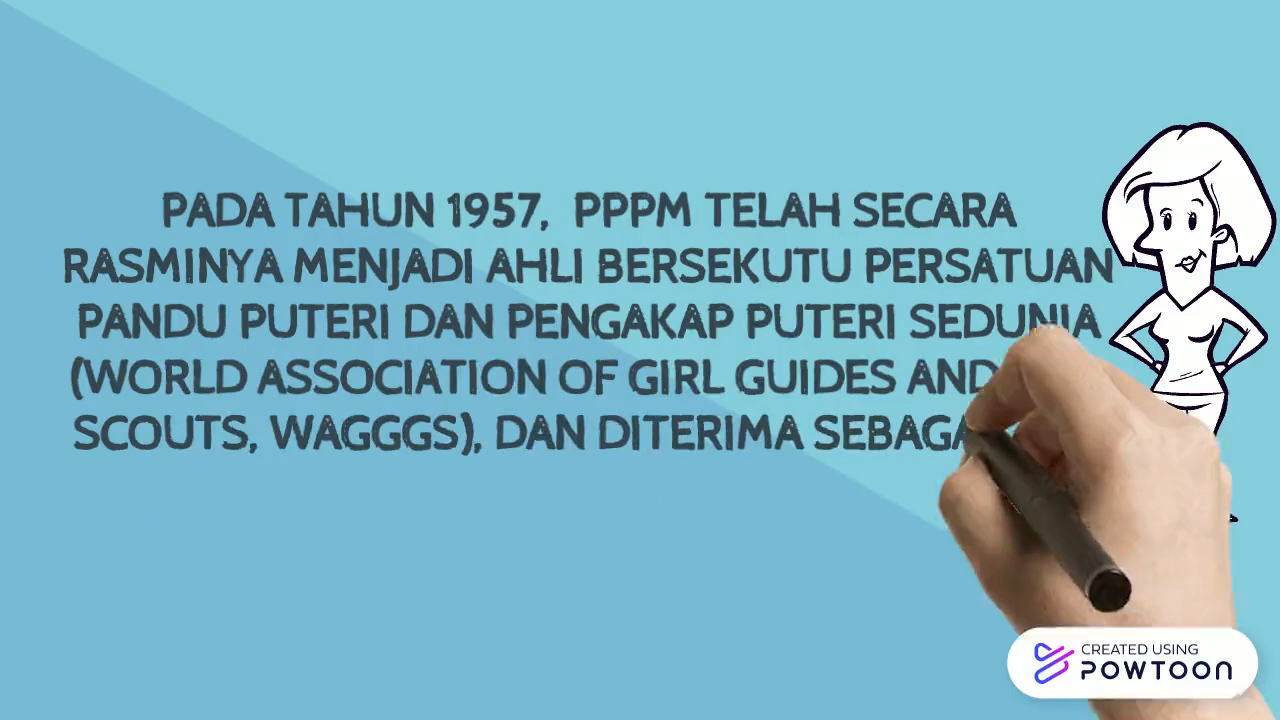 PADA TAHUN 1957, PPPM TELAH SECARA
RASMINYA MENJADI AHLI BERSEKUTU PERSATUAN
PANDU PUTERI DAN PENGAKAP PUTERI SEDUNIA
(WORLD ASSOCIATION OF GIRL GUIDES AND
SCOUTS, WAGGGS), DAN DITERIMA
CREATED USING
POWTOON